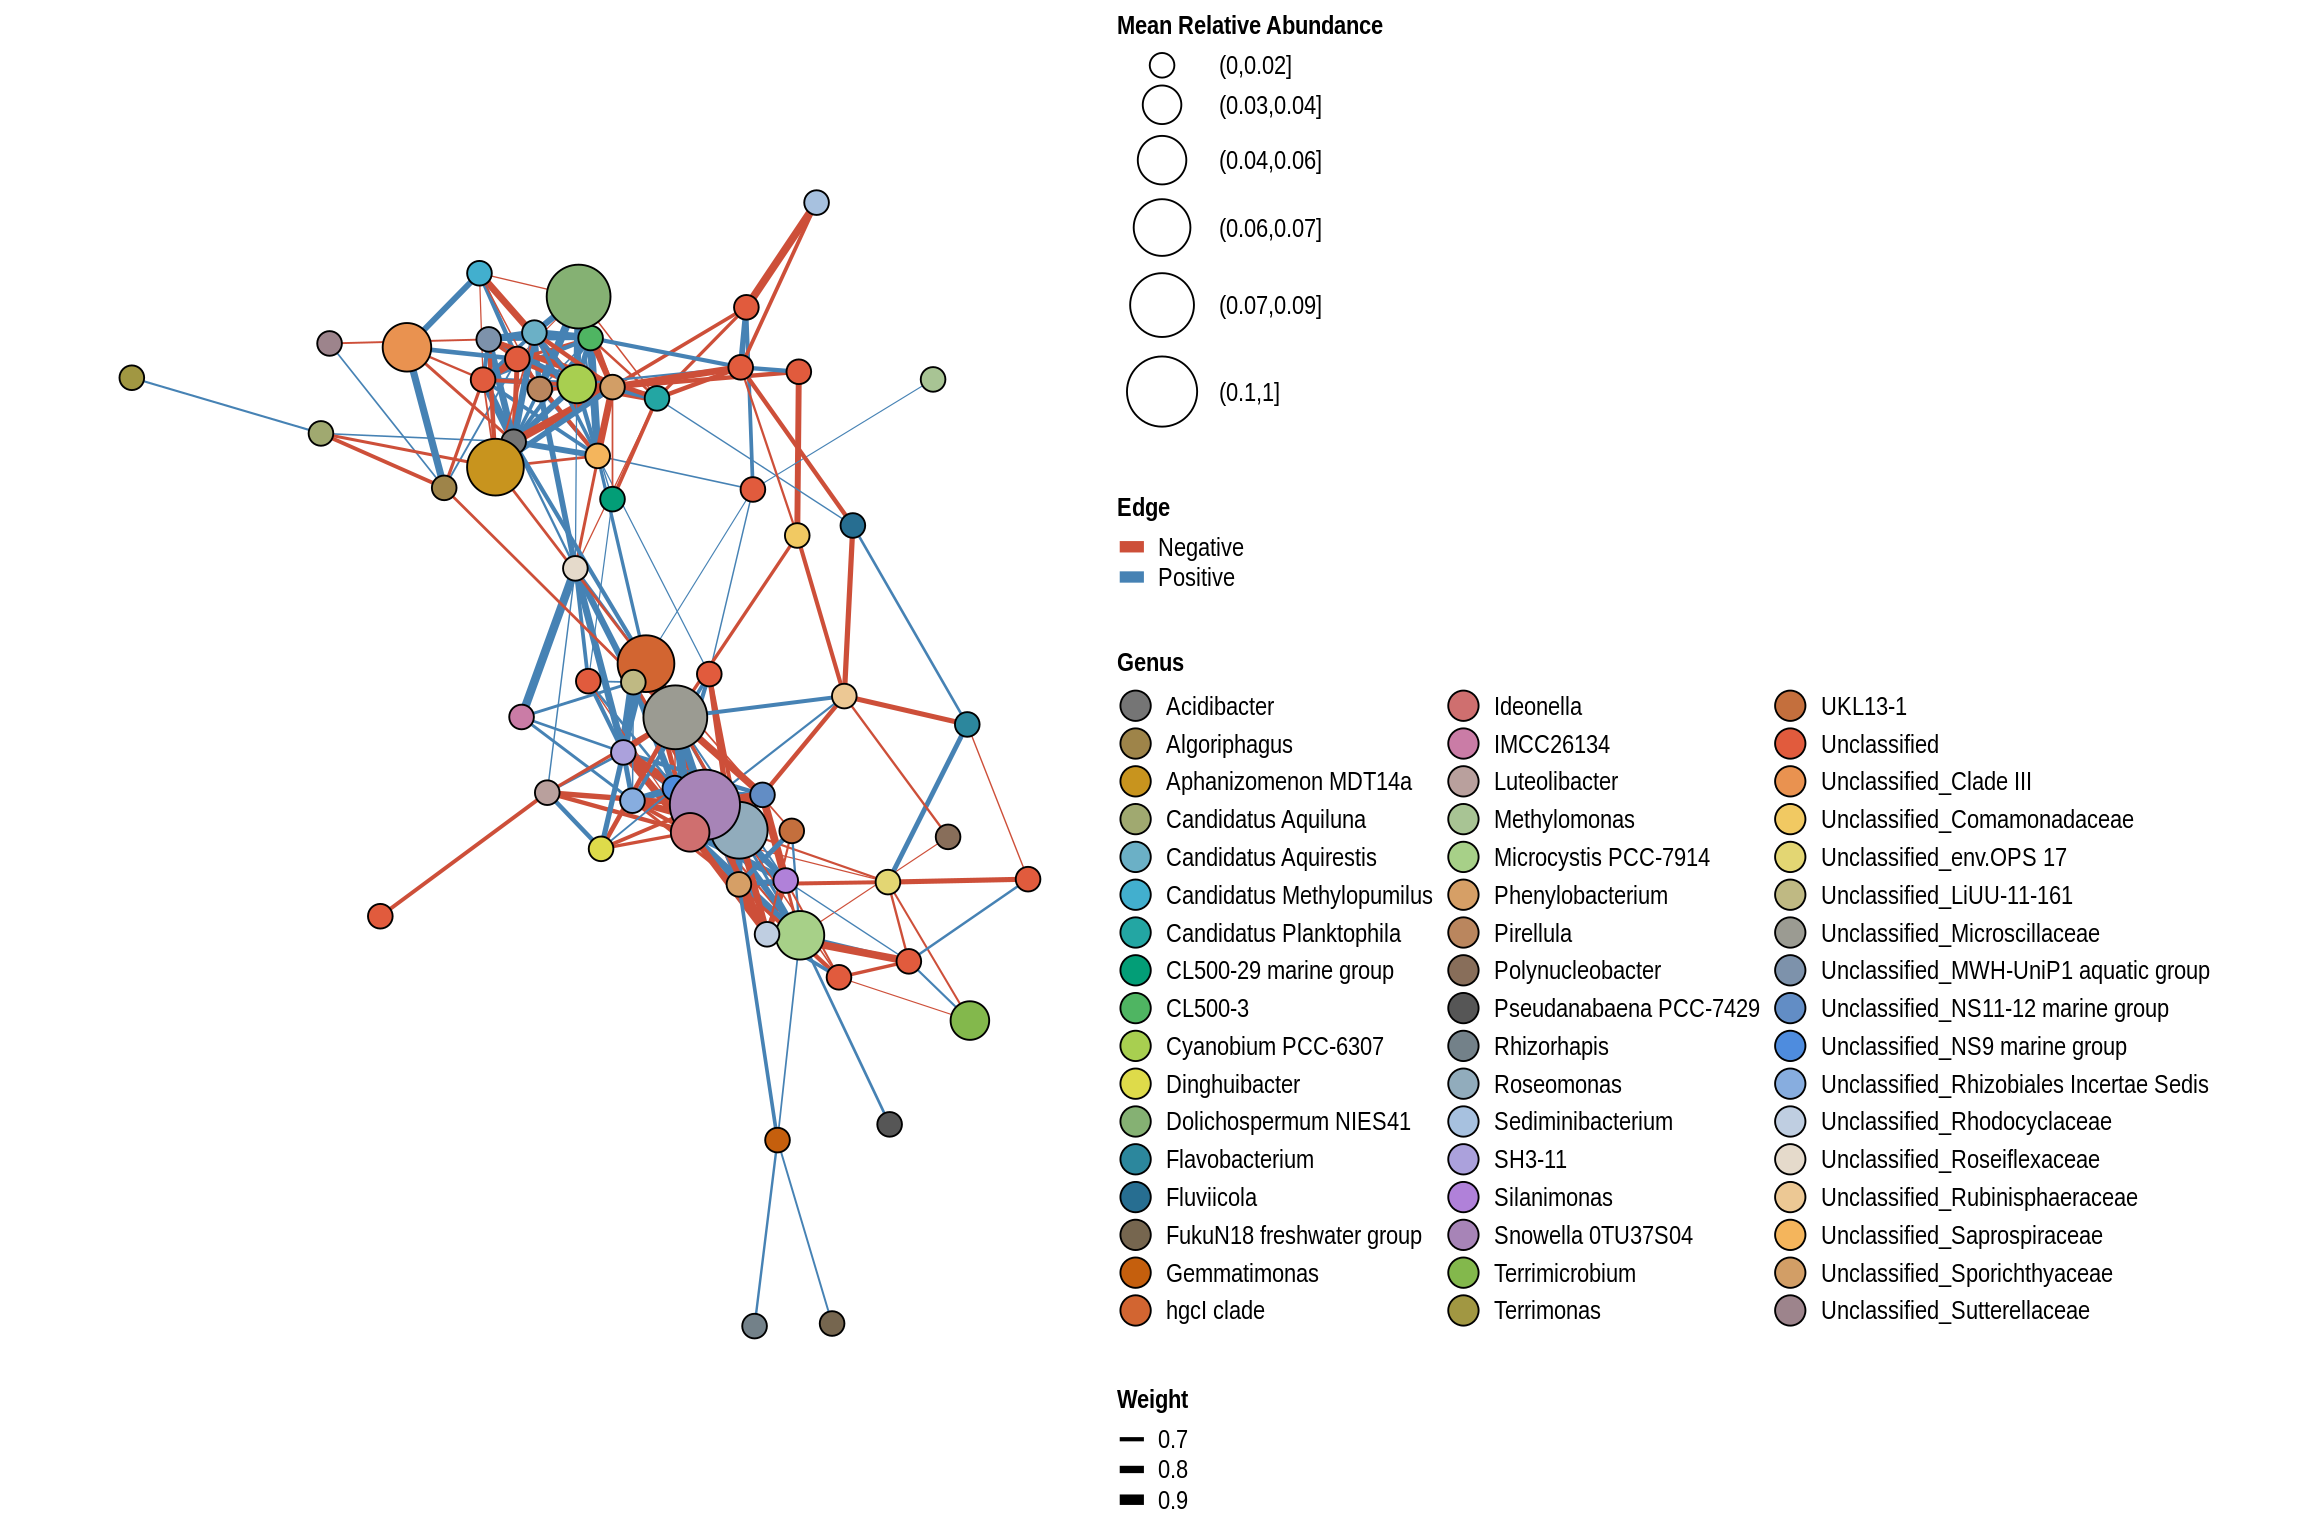 Mean Relative Abundance
(0,0.02]
(0.03,0.04]
(0.04,0.06]
(0.06,0.07]
(0.07,0.09]
(0.1,1]
Edge
Negative
Positive
Genus
Acidibacter
Algoriphagus
Aphanizomenon MDT14a
Candidatus Aquiluna
Candidatus Aquirestis
Candidatus Methylopumilus
Candidatus Planktophila
CL500-29 marine group
CL500-3
Cyanobium PCC-6307
Dinghuibacter
Dolichospermum NIES41
Flavobacterium
Fluviicola
FukuN18 freshwater group
Gemmatimonas
hgcI clade
Ideonella
IMCC26134
Luteolibacter
Methylomonas
Microcystis PCC-7914
Phenylobacterium
Pirellula
Polynucleobacter
Pseudanabaena PCC-7429
Rhizorhapis
Roseomonas
Sediminibacterium
SH3-11
Silanimonas
Snowella 0TU37S04
Terrimicrobium
Terrimonas
UKL13-1
Unclassified
Unclassified_Clade III
Unclassified_Comamonadaceae
Unclassified_env.OPS 17
Unclassified_LiUU-11-161
Unclassified_Microscillaceae
Unclassified_MWH-UniP1 aquatic group
Unclassified_NS11-12 marine group
Unclassified_NS9 marine group
Unclassified_Rhizobiales Incertae Sedis
Unclassified_Rhodocyclaceae
Unclassified_Roseiflexaceae
Unclassified_Rubinisphaeraceae
Unclassified_Saprospiraceae
Unclassified_Sporichthyaceae
Unclassified_Sutterellaceae
Weight
0.7
0.8
0.9